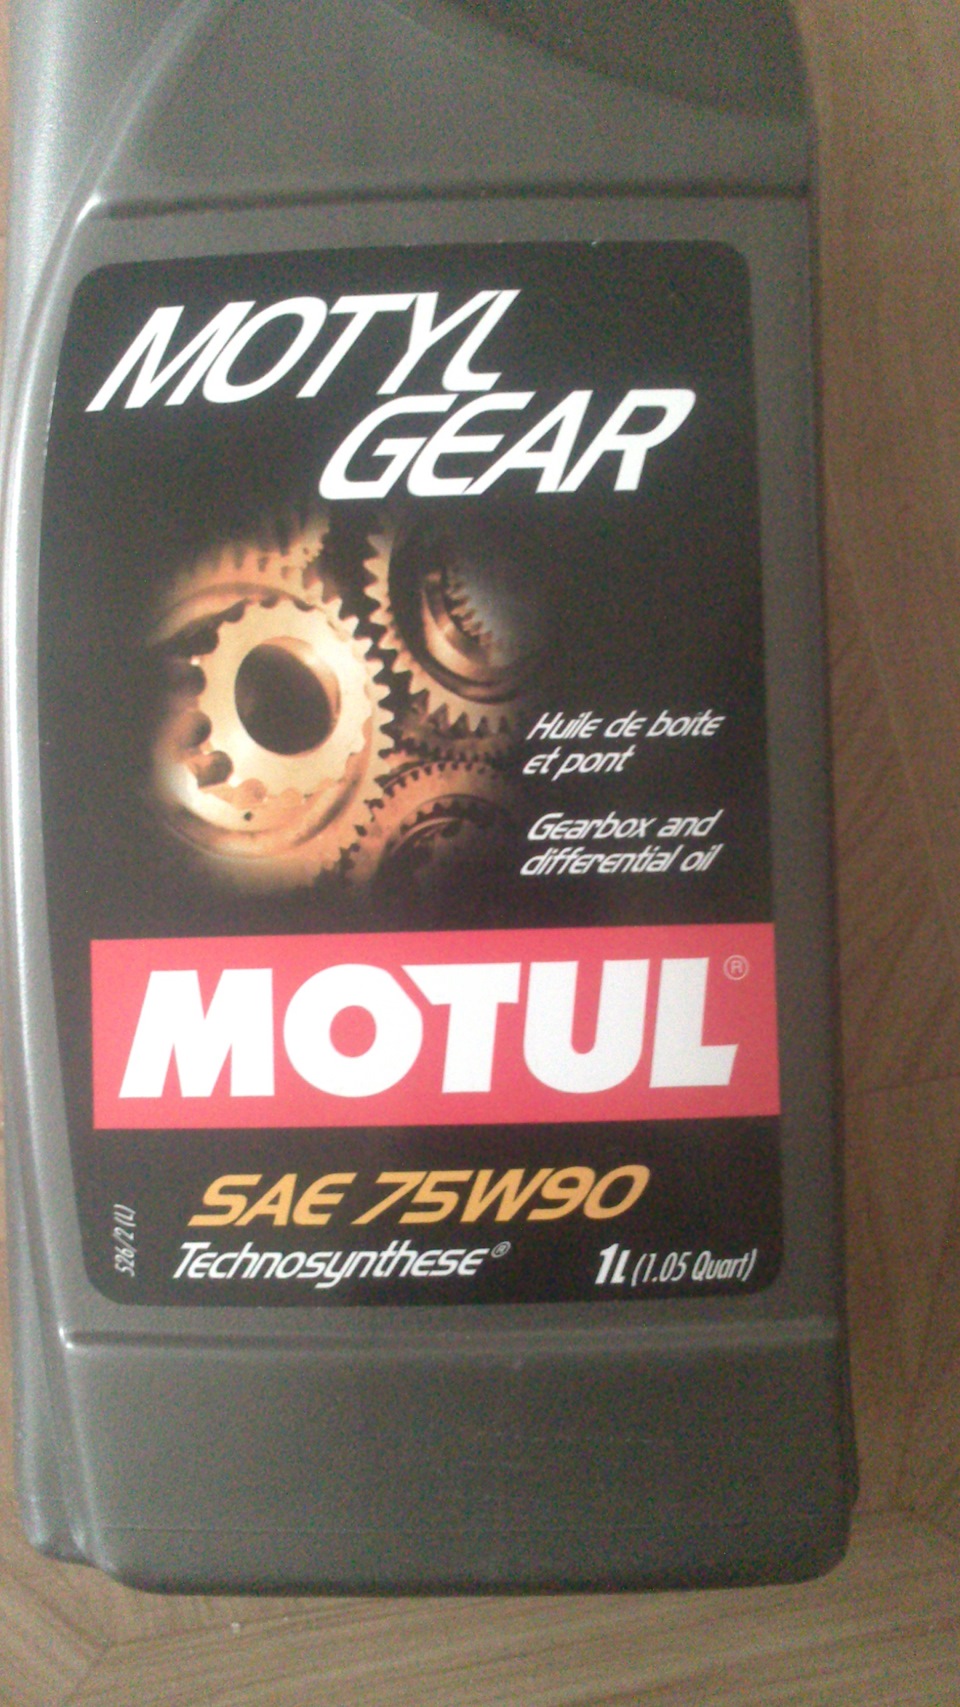 MOTYL
GEAR
Huile de boîte
et pont
Gearbox and
differential oil
MOTUL®
SAE 75W90
Technosynthese®
1L (1.05 Quart)
526/2 (L)